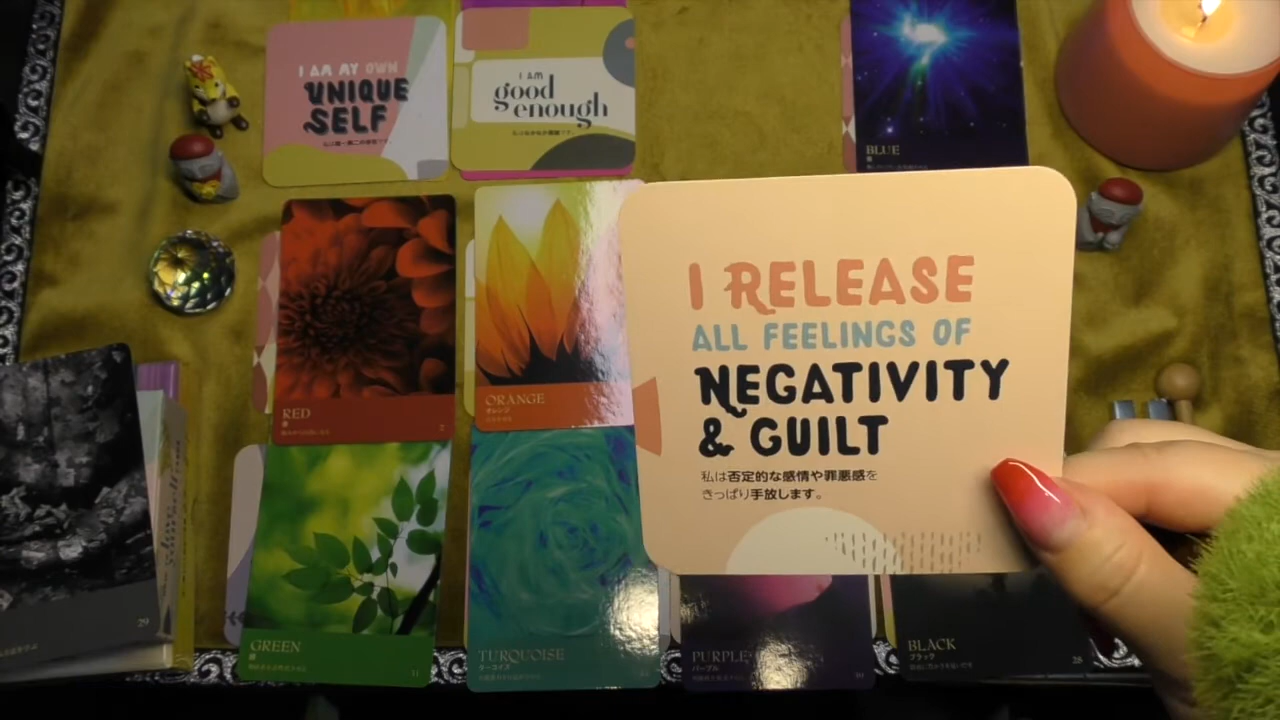 I AM MY OWN
UNIQUE
SELF
I AM
good
enough
BLUE
I RELEASE
ALL FEELINGS OF
NEGATIVITY
& GUILT
私は否定的な感情や罪悪感を
きっぱり手放します。
RED
ORANGE
オレンジ
29
GREEN
11
TURQUOISE
ターコイズ
PURPLE
パープル
BLACK
ブラック
28